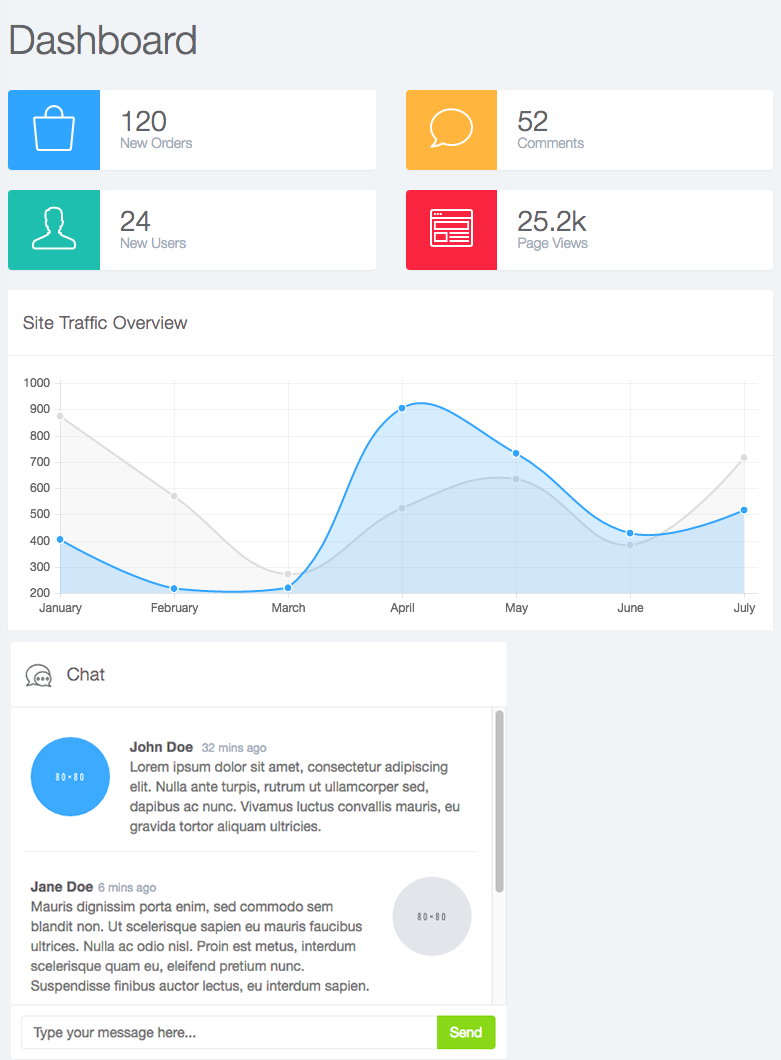 Dashboard
120
New Orders
52
Comments
24
New Users
25.2k
Page Views
Site Traffic Overview
1000
900
800
700
600
500
400
300
200
January February March April May June July
Chat
John Doe 32 mins ago
80×80
Lorem ipsum dolor sit amet, consectetur adipiscing
elit. Nulla ante turpis, rutrum ut ullamcorper sed,
dapibus ac nunc. Vivamus luctus convallis mauris, eu
gravida tortor aliquam ultricies.
Jane Doe 6 mins ago
Mauris dignissim porta enim, sed commodo sem
80×80
blandit non. Ut scelerisque sapien eu mauris faucibus
ultrices. Nulla ac odio nisl. Proin est metus, interdum
scelerisque quam eu, eleifend pretium nunc.
Suspendisse finibus auctor lectus, eu interdum sapien.
Type your message here...
Send